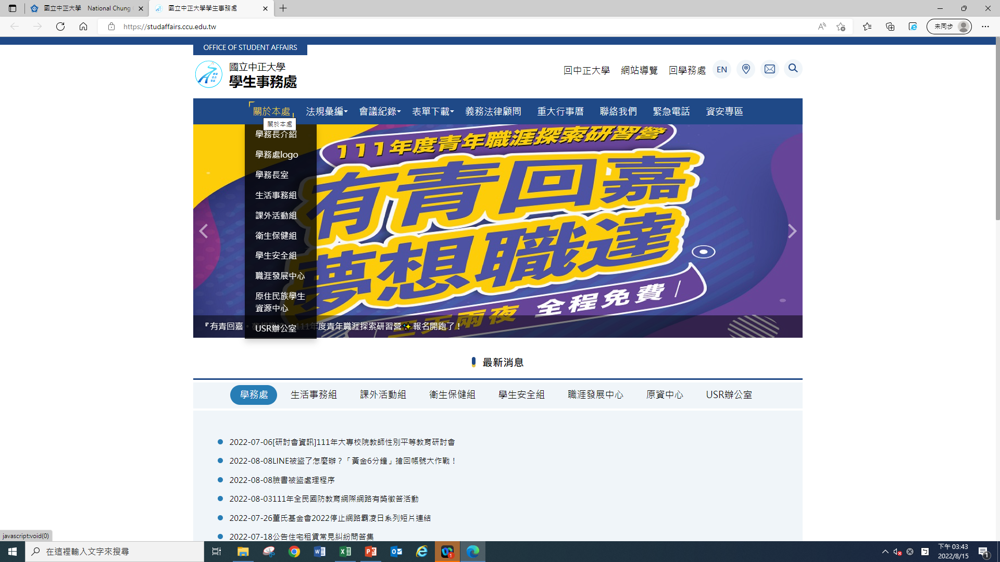 國立中正大學 National Chung
國立中正大學學生事務處
https://studaffairs.ccu.edu.tw
未同步
OFFICE OF STUDENT AFFAIRS
國立中正大學
學生事務處
回中正大學 網站導覽 回學務處 EN
關於本處 法規彙編 會議紀錄 表單下載 義務法律顧問 重大行事曆 聯絡我們 緊急電話 資安專區
關於本處
學務長介紹
學務處logo
學務長室
生活事務組
課外活動組
衛生保健組
學生安全組
職涯發展中心
原住民族學生
資源中心
USR辦公室
111年度青年職涯探索研習營
有青回嘉
夢想職達
三天兩夜 全程免費
『有青回嘉 111年度青年職涯探索研習營✨報名開跑了!
最新消息
學務處 生活事務組 課外活動組 衛生保健組 學生安全組 職涯發展中心 原資中心 USR辦公室
2022-07-06[研討會資訊]111年大專校院教師性別平等教育研討會
2022-08-08LINE被盜了怎麼辦?「黃金6分鐘」搶回帳號大作戰!
2022-08-08臉書被盜處理程序
2022-08-03111年全民國防教育網際網路有獎徵答活動
2022-07-26董氏基金會2022停止網路霸凌日系列短片連結
2022-07-18公告住宅租賃常見糾紛問答集
javascript:void(0)
在這裡輸入文字來搜尋
下午 03:43
2022/8/15